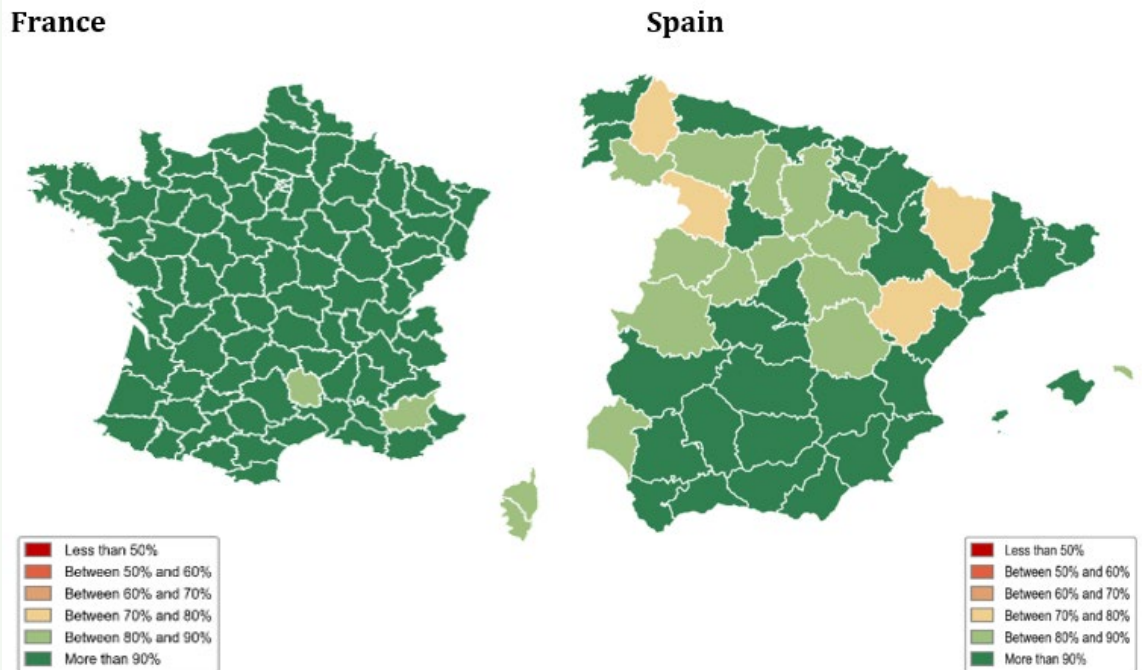 France
Spain
Less than 50%
Between 50% and 60%
Between 60% and 70%
Between 70% and 80%
Between 80% and 90%
More than 90%
Less than 50%
Between 50% and 60%
Between 60% and 70%
Between 70% and 80%
Between 80% and 90%
More than 90%